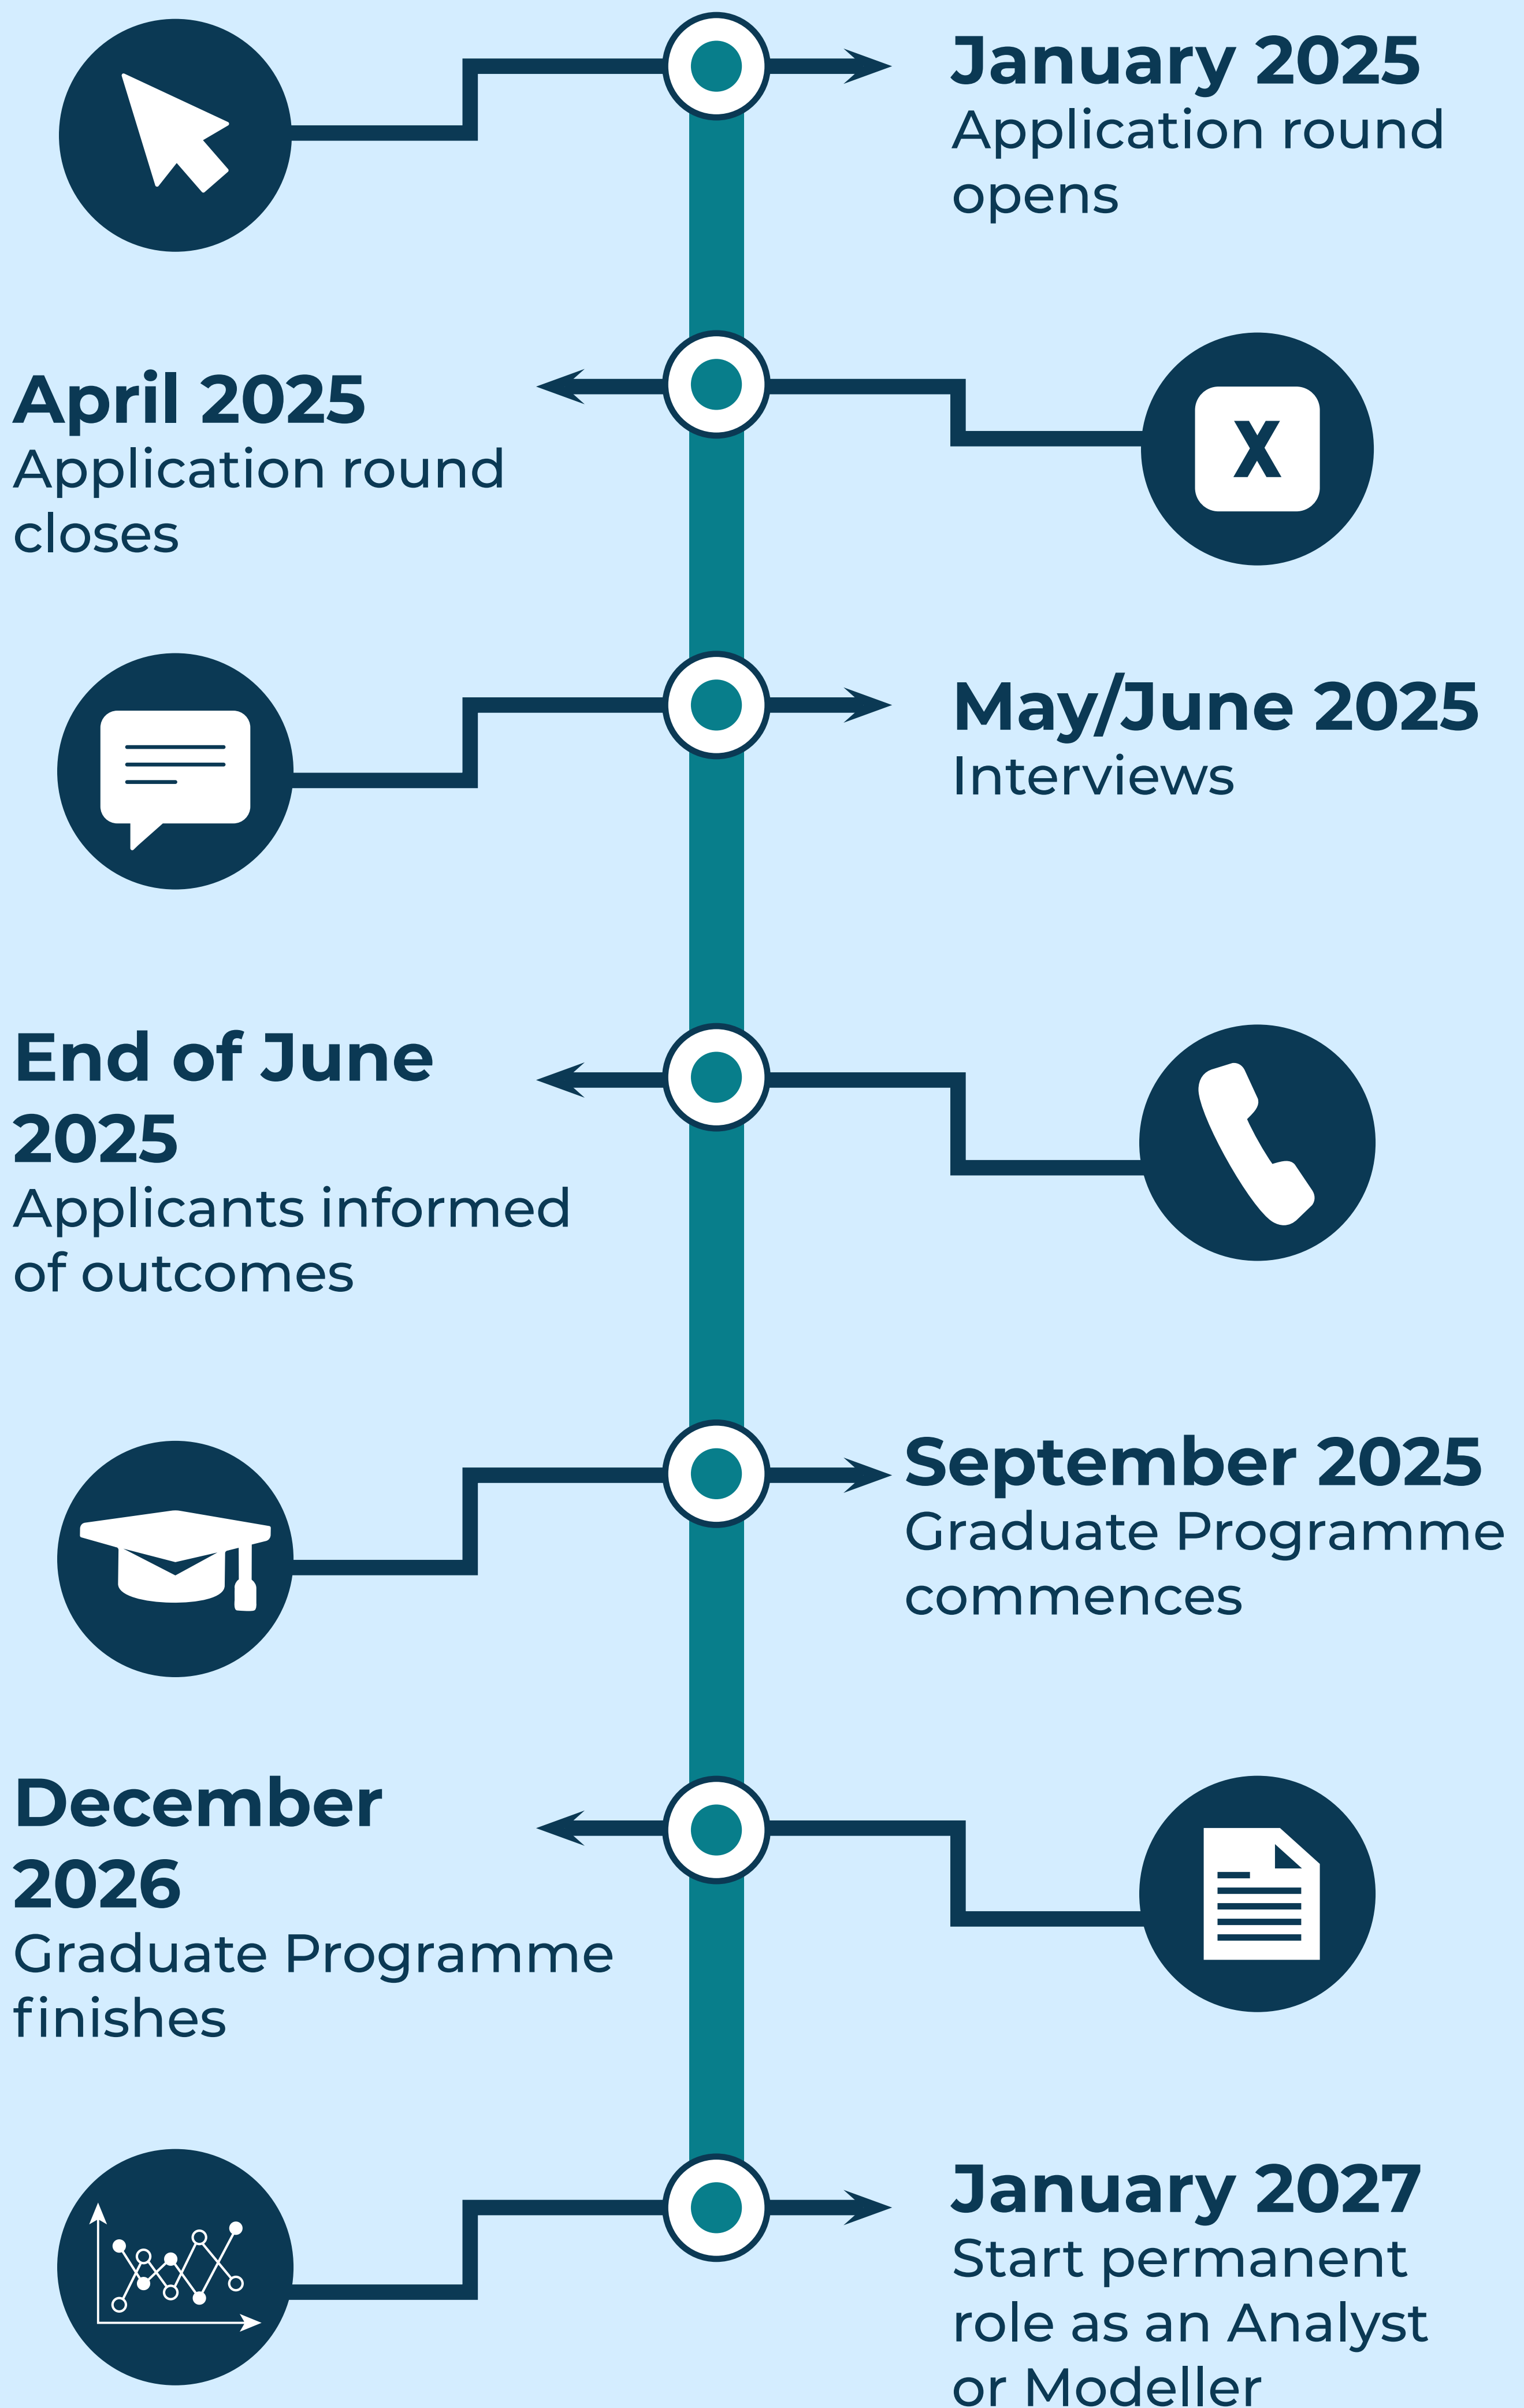 January 2025
Application round
opens
April 2025
Application round
closes
X
May/June 2025
Interviews
End of June
2025
Applicants informed
of outcomes
September 2025
Graduate Programme
commences
December
2026
Graduate Programme
finishes
January 2027
Start permanent
role as an Analyst
or Modeller